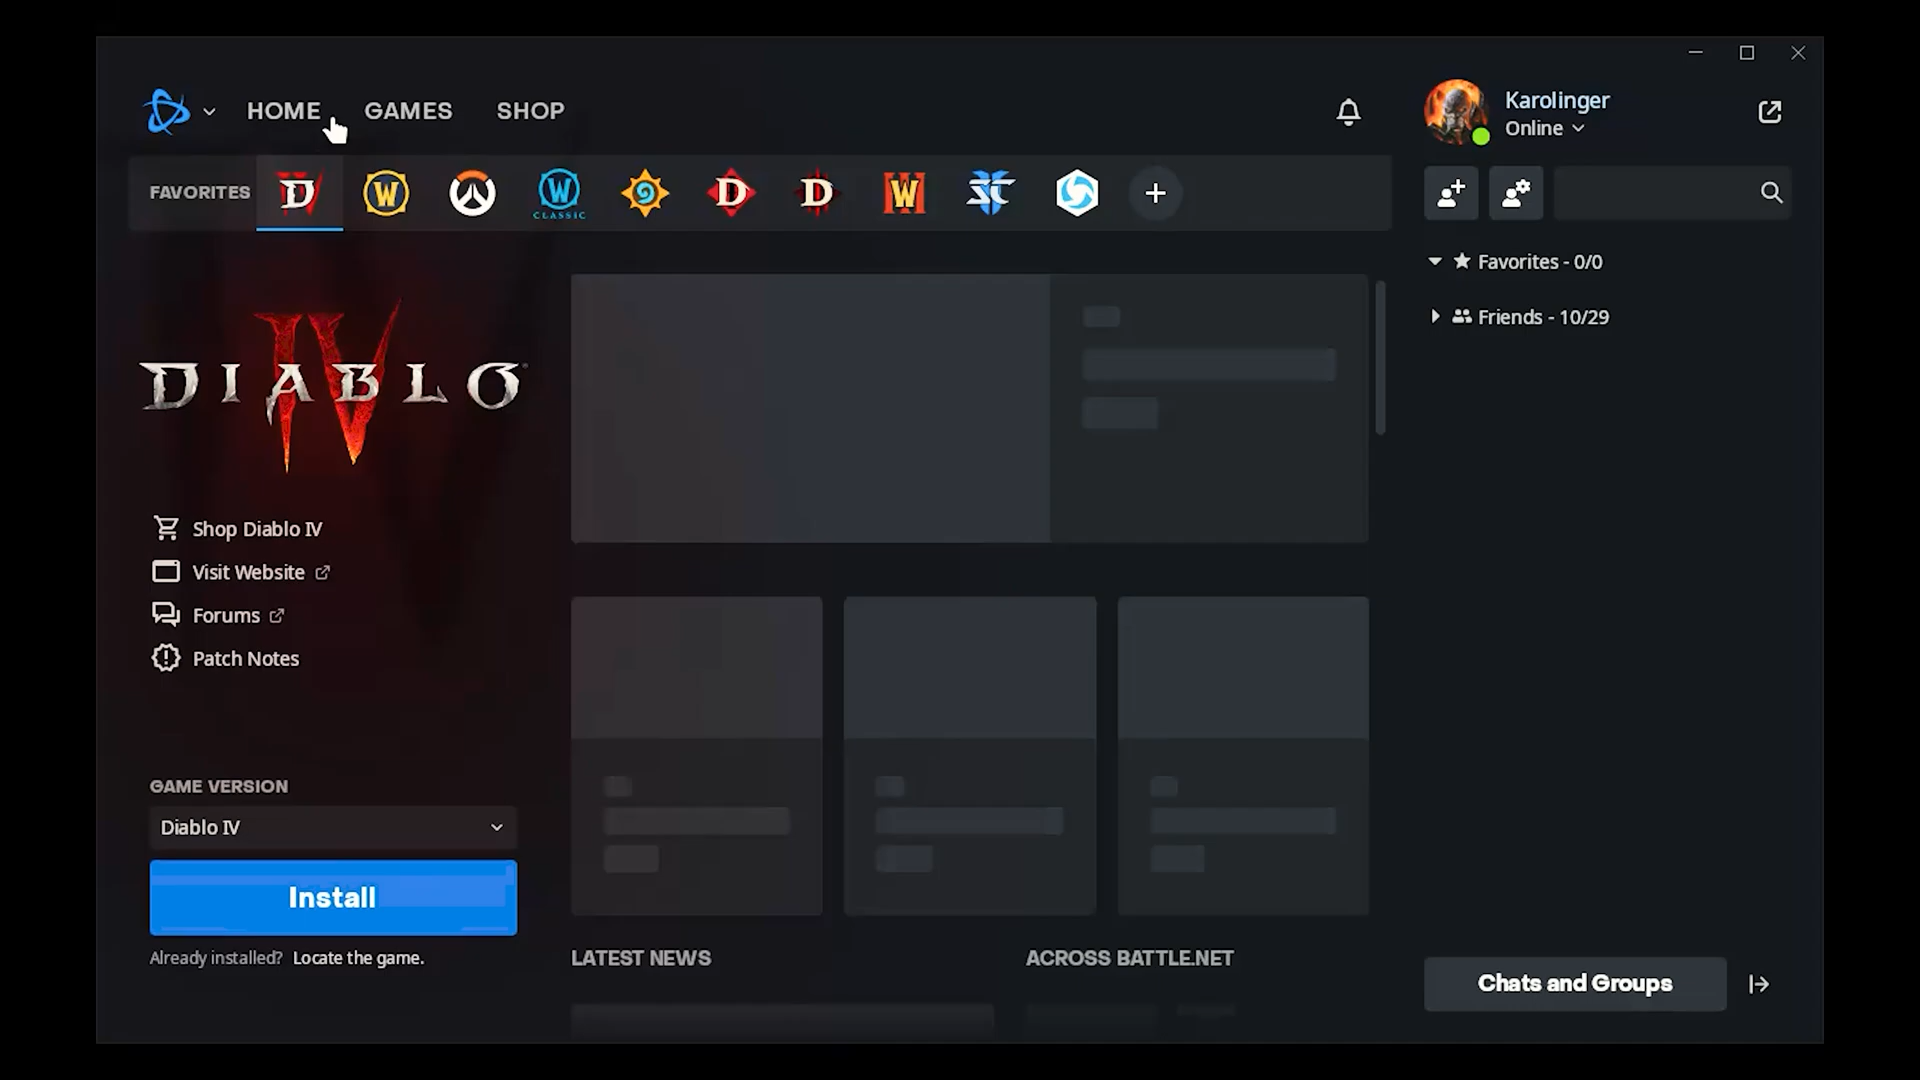 HOME GAMES SHOP
Karolinger
Online
FAVORITES
CLASSIC
Favorites - 0/0
Friends - 10/29
DIABLO
IV
Shop Diablo IV
Visit Website
Forums
Patch Notes
GAME VERSION
Diablo IV
Install
Already installed? Locate the game.
LATEST NEWS
ACROSS BATTLE.NET
Chats and Groups